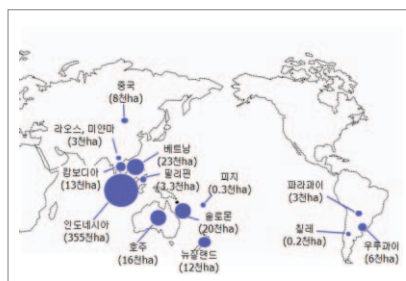 중국
(8천ha)
라오스, 미얀마
(3천ha)
베트남
(23천ha)
캄보디아
(13천ha)
필리핀
(3.3천ha)
피지
(0.3천ha)
인도네시아
(355천ha)
솔로몬
(20천ha)
호주
(16천ha)
뉴질랜드
(12천ha)
파라과이
(3천ha)
칠레
(0.2천ha)
우루과이
(6천ha)